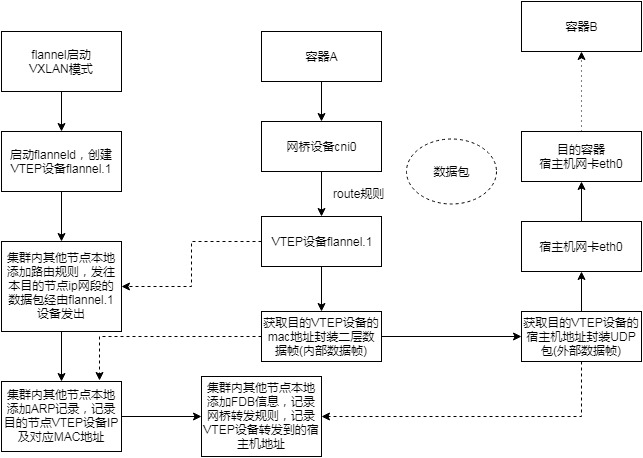 flannel启动
VXLAN模式
启动flanneld，创建
VTEP设备flannel.1
集群内其他节点本地
添加路由规则，发往
本目的节点ip网段的
数据包经由flannel.1
设备发出
集群内其他节点本地
添加ARP记录，记录
目的节点VTEP设备IP
及对应MAC地址
容器A
网桥设备cni0
route规则
VTEP设备flannel.1
获取目的VTEP设备的
mac地址封装二层数
据帧(内部数据帧)
集群内其他节点本地
添加FDB信息，记录
网桥转发规则，记录
VTEP设备转发到的宿
主机地址
数据包
容器B
目的容器
宿主机网卡eth0
宿主机网卡eth0
获取目的VTEP设备的
宿主机地址封装UDP
包(外部数据帧)